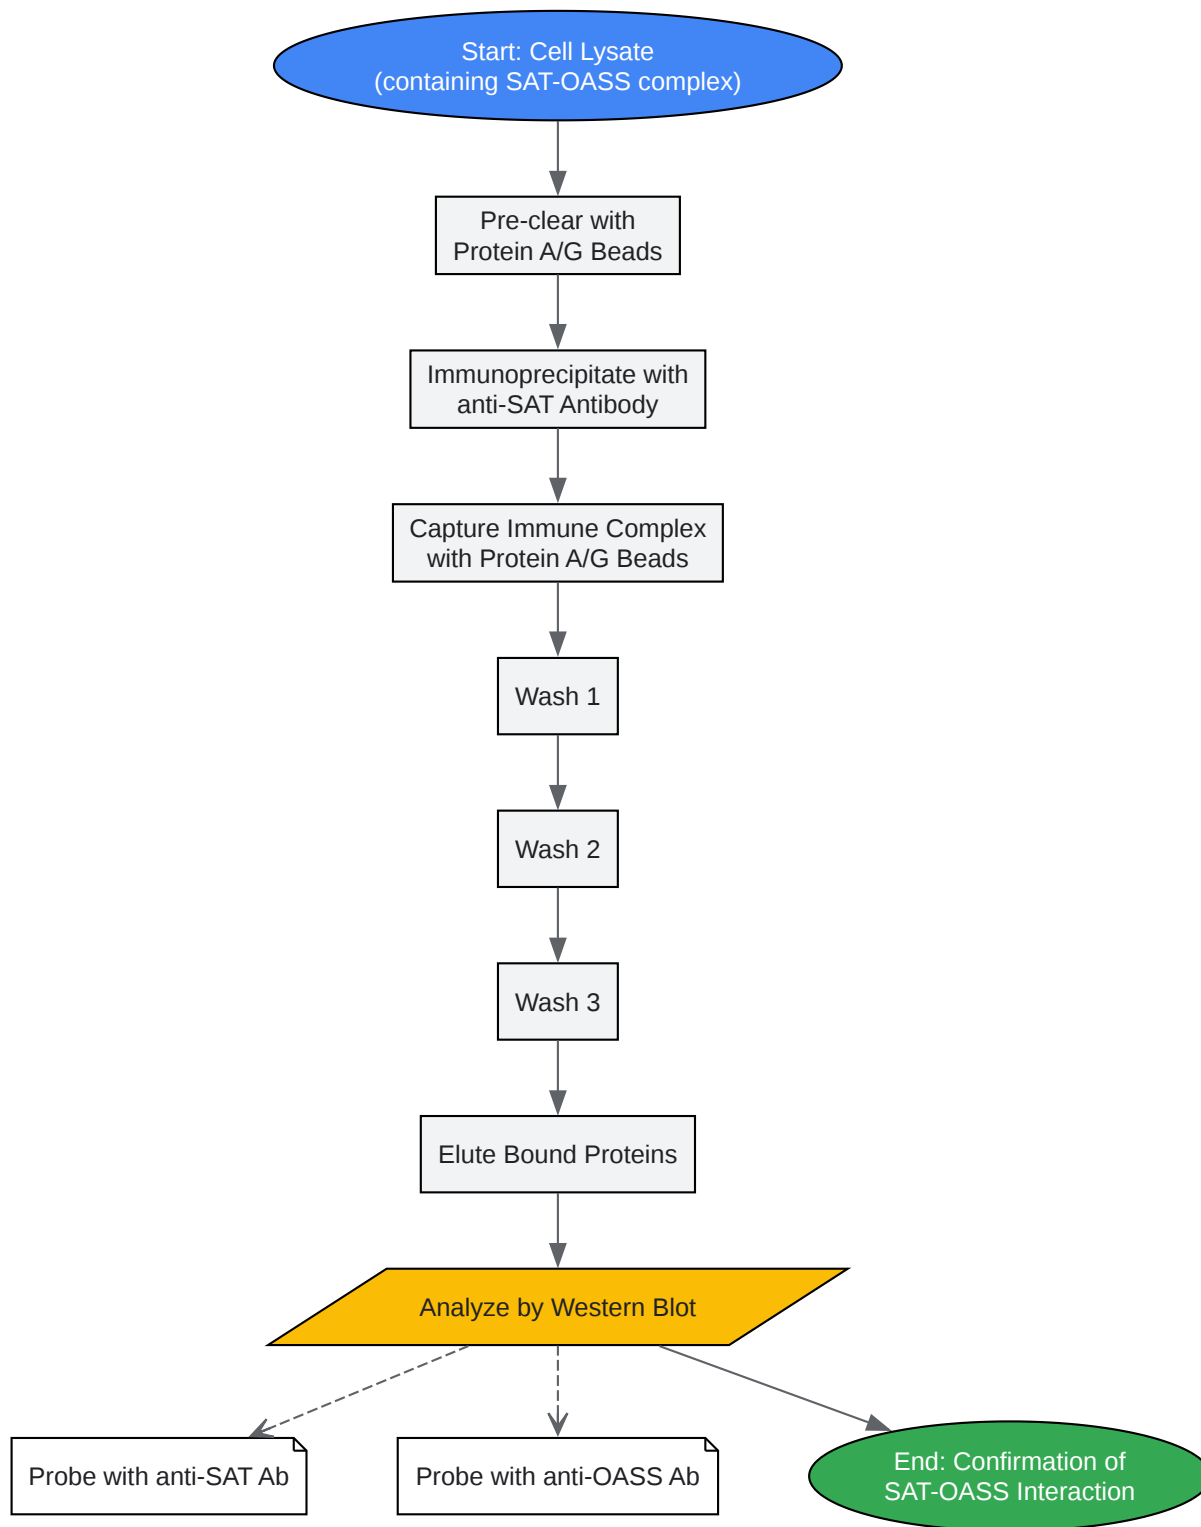 Start: Cell Lysate
(containing SAT-OASS complex)
Pre-clear with
Protein A/G Beads
Immunoprecipitate with
anti-SAT Antibody
Capture Immune Complex
with Protein A/G Beads
Wash 1
Wash 2
Wash 3
Elute Bound Proteins
Analyze by Western Blot
Probe with anti-SAT Ab
Probe with anti-OASS Ab
End: Confirmation of
SAT-OASS Interaction